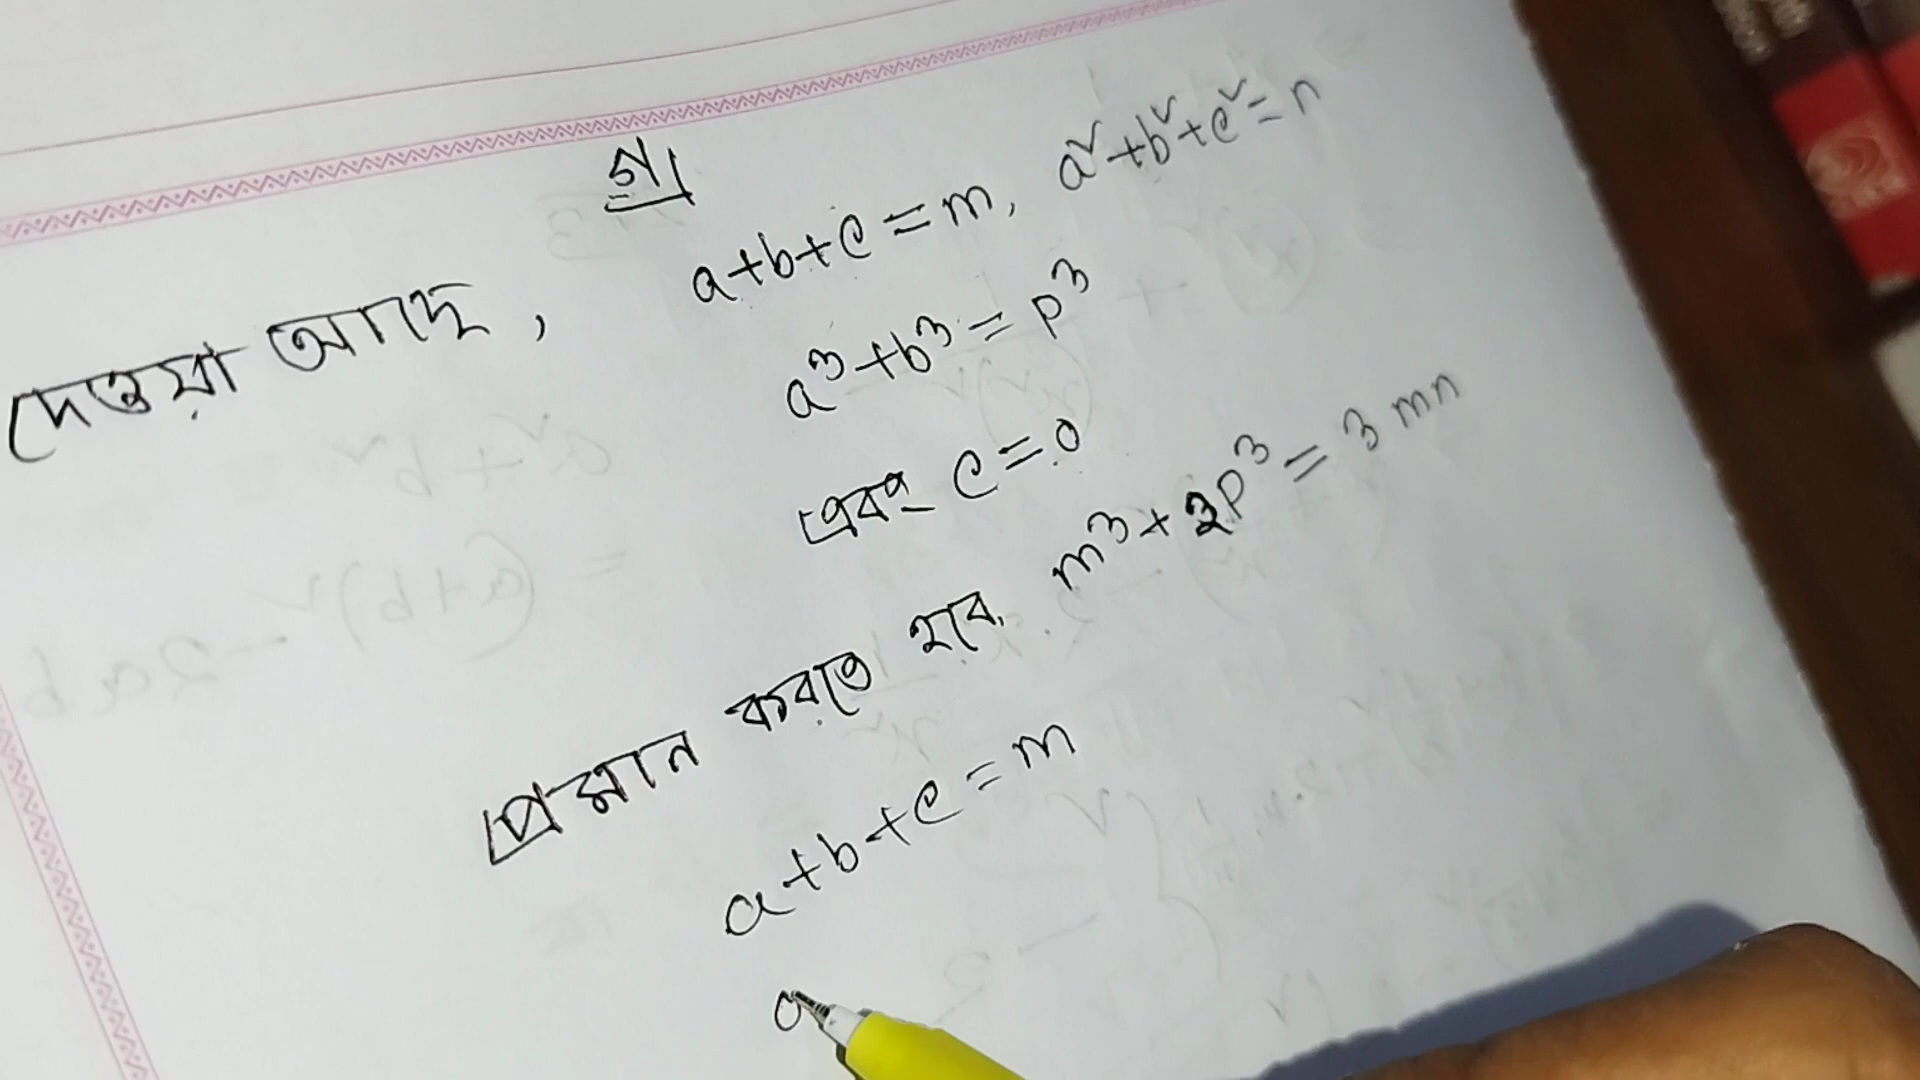 গ।
দেওয়া আছে, a+b+c=m, a²+b²+c²=n
a³+b³=p³
এবং c=0
প্রমান করতে হবে, m³+2p³=3mn
a+b+c=m
a